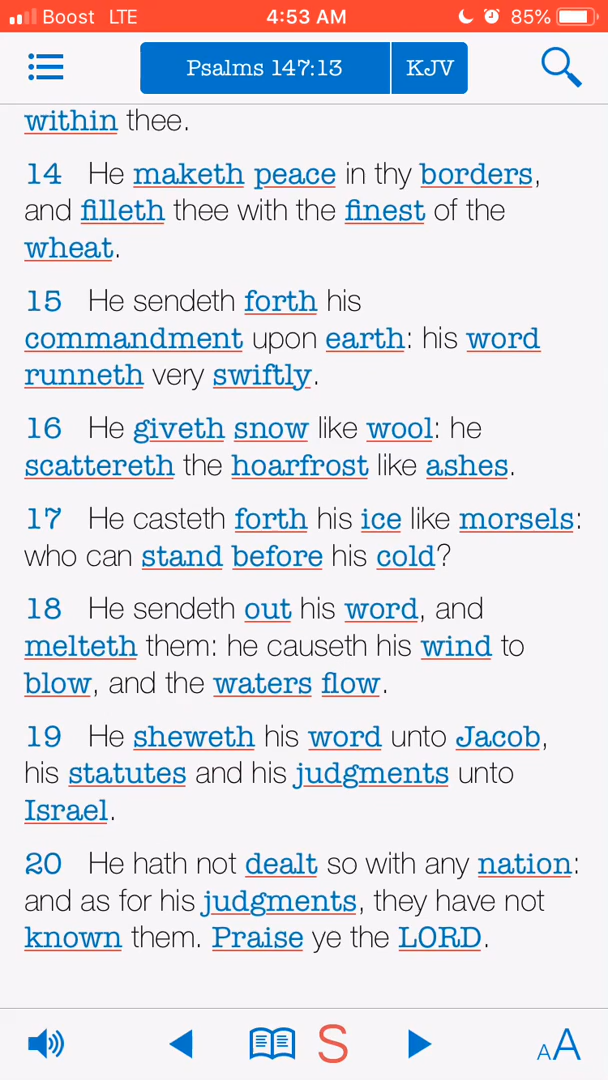 Boost LTE 4:53 AM 85%
Psalms 147:13 KJV
within thee.
14 He maketh peace in thy borders,
and filleth thee with the finest of the
wheat.
15 He sendeth forth his
commandment upon earth: his word
runneth very swiftly.
16 He giveth snow like wool: he
scattereth the hoarfrost like ashes.
17 He casteth forth his ice like morsels:
who can stand before his cold?
18 He sendeth out his word, and
melteth them: he causeth his wind to
blow, and the waters flow.
19 He sheweth his word unto Jacob,
his statutes and his judgments unto
Israel.
20 He hath not dealt so with any nation:
and as for his judgments, they have not
known them. Praise ye the LORD.
S AA